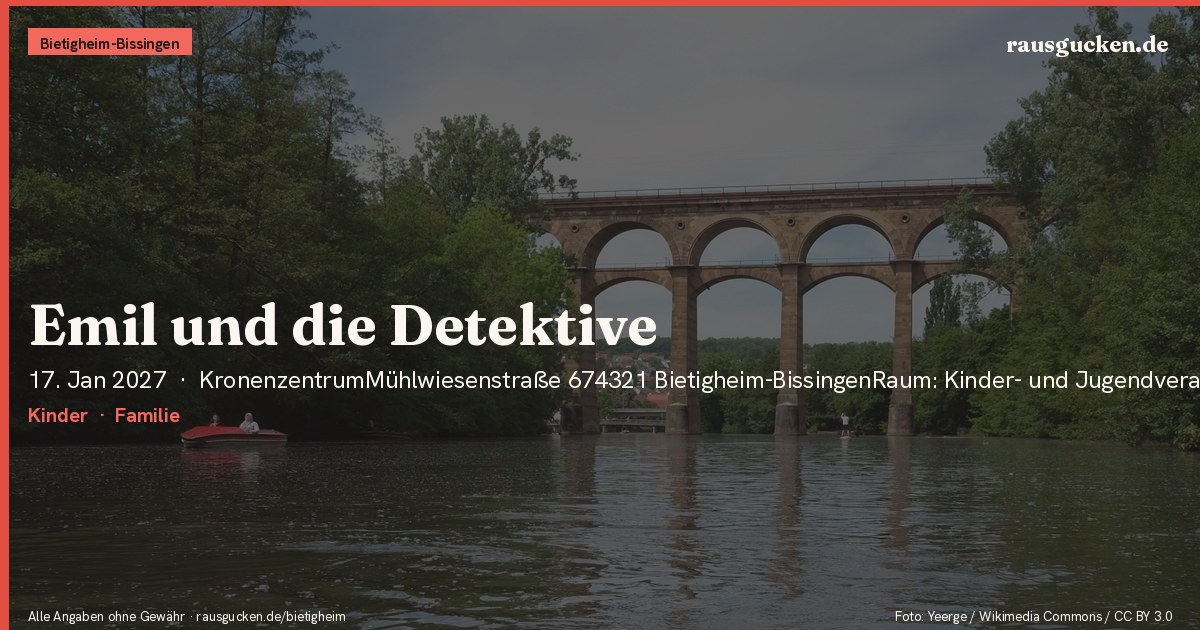 Bietigheim-Bissingen
rausgucken.de
Emil und die Detektive
17. Jan 2027 · KronenzentrumMühlwiesenstraße 674321 Bietigheim-BissingenRaum: Kinder- und Jugendvera
Kinder · Familie
Alle Angaben ohne Gewähr · rausgucken.de/bietigheim
Foto: Yeerge / Wikimedia Commons / CC BY 3.0